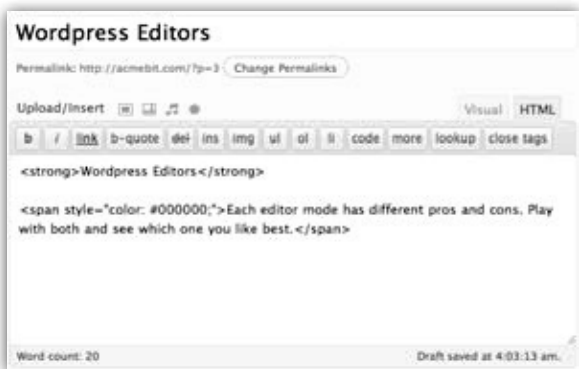 Wordpress Editors
Permalink: http://acmebit.com/?p=3 Change Permalinks
Upload/Insert Visual HTML
b i link b-quote del ins img ul ol li code more lookup close tags
<strong>Wordpress Editors</strong>
<span style="color: #000000;">Each editor mode has different pros and cons. Play
with both and see which one you like best.</span>
Word count: 20 Draft saved at 4:03:13 am.